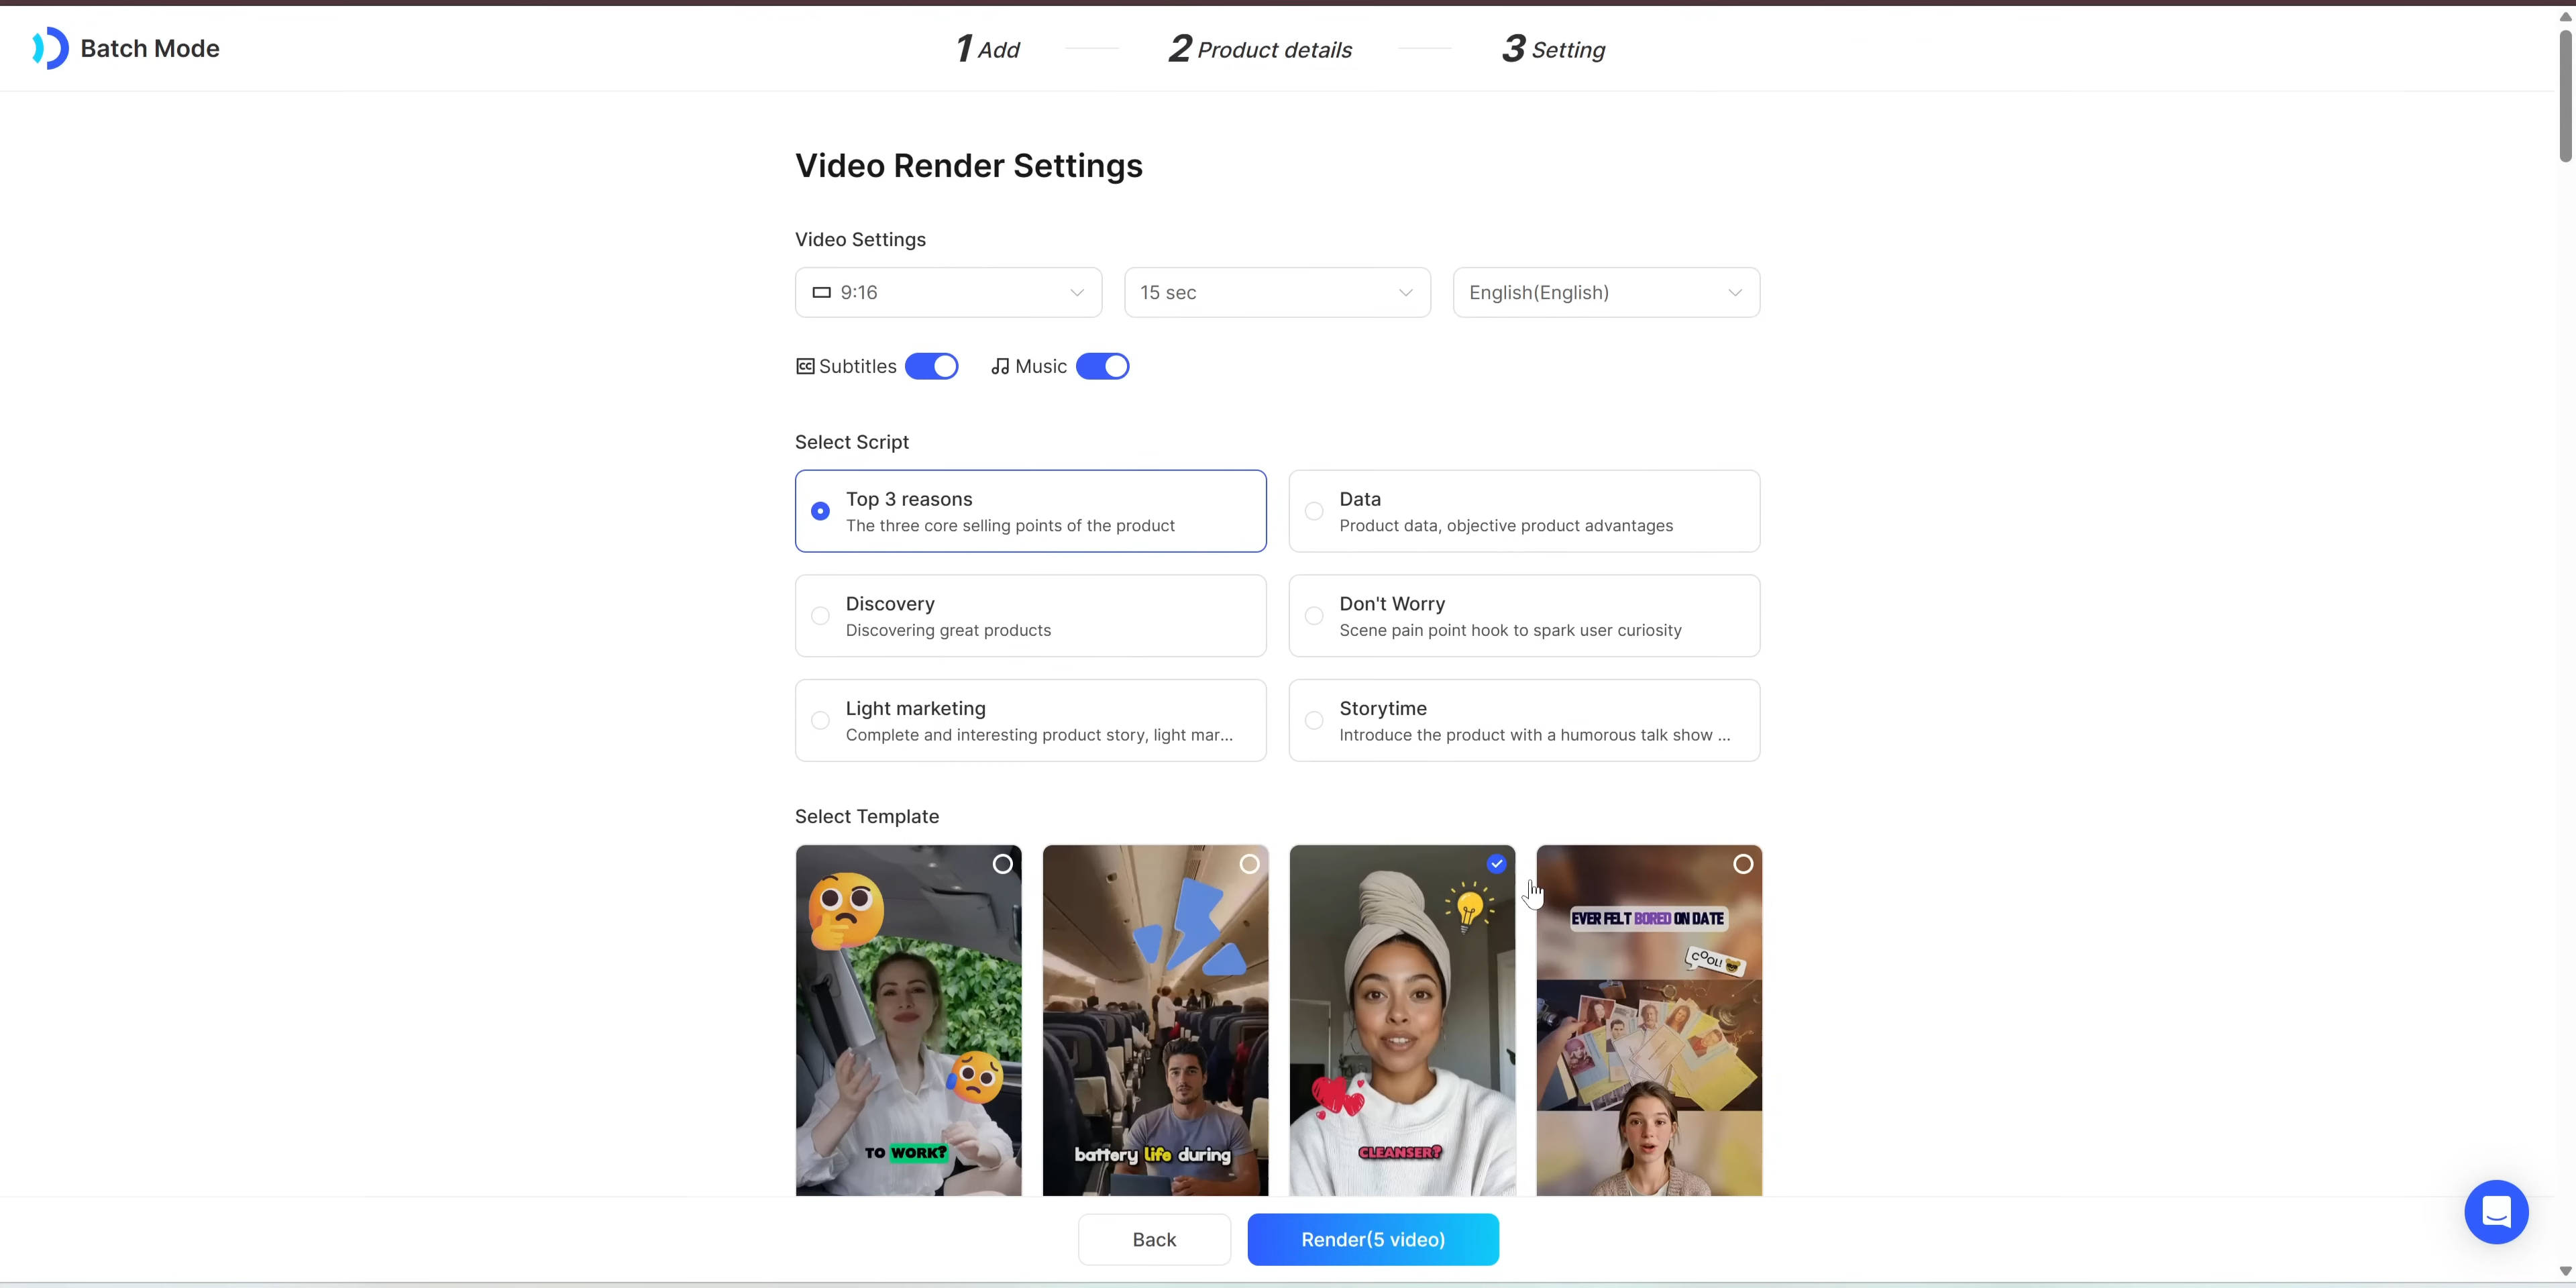 Batch Mode
1 Add
2 Product details
3 Setting
Video Render Settings
Video Settings
9:16
15 sec
English(English)
CC Subtitles
Music
Select Script
Top 3 reasons
The three core selling points of the product
Data
Product data, objective product advantages
Discovery
Discovering great products
Don't Worry
Scene pain point hook to spark user curiosity
Light marketing
Complete and interesting product story, light mar...
Storytime
Introduce the product with a humorous talk show ...
Select Template
TO WORK?
battery life during
CLEANSER?
EVER FELT BORED ON DATE
COOL!
Back
Render(5 video)